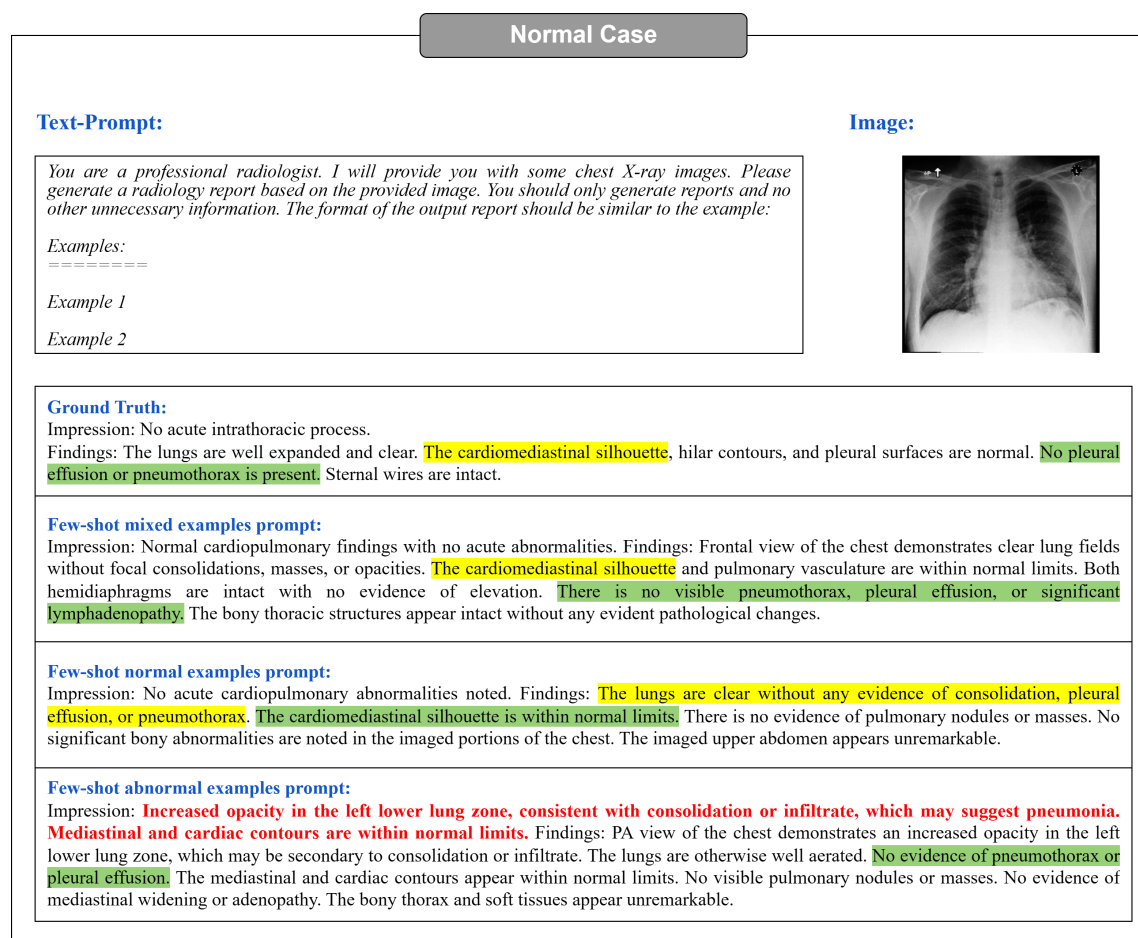 Normal Case
Text-Prompt:
Image:
You are a professional radiologist. I will provide you with some chest X-ray images. Please
generate a radiology report based on the provided image. You should only generate reports and no
other unnecessary information. The format of the output report should be similar to the example:
Examples:
========
Example 1
Example 2
Ground Truth:
Impression: No acute intrathoracic process.
Findings: The lungs are well expanded and clear. The cardiomediastinal silhouette, hilar contours, and pleural surfaces are normal. No pleural
effusion or pneumothorax is present. Sternal wires are intact.
Few-shot mixed examples prompt:
Impression: Normal cardiopulmonary findings with no acute abnormalities. Findings: Frontal view of the chest demonstrates clear lung fields
without focal consolidations, masses, or opacities. The cardiomediastinal silhouette and pulmonary vasculature are within normal limits. Both
hemidiaphragms are intact with no evidence of elevation. There is no visible pneumothorax, pleural effusion, or significant
lymphadenopathy. The bony thoracic structures appear intact without any evident pathological changes.
Few-shot normal examples prompt:
Impression: No acute cardiopulmonary abnormalities noted. Findings: The lungs are clear without any evidence of consolidation, pleural
effusion, or pneumothorax. The cardiomediastinal silhouette is within normal limits. There is no evidence of pulmonary nodules or masses. No
significant bony abnormalities are noted in the imaged portions of the chest. The imaged upper abdomen appears unremarkable.
Few-shot abnormal examples prompt:
Impression: Increased opacity in the left lower lung zone, consistent with consolidation or infiltrate, which may suggest pneumonia.
Mediastinal and cardiac contours are within normal limits. Findings: PA view of the chest demonstrates an increased opacity in the left
lower lung zone, which may be secondary to consolidation or infiltrate. The lungs are otherwise well aerated. No evidence of pneumothorax or
pleural effusion. The mediastinal and cardiac contours appear within normal limits. No visible pulmonary nodules or masses. No evidence of
mediastinal widening or adenopathy. The bony thorax and soft tissues appear unremarkable.